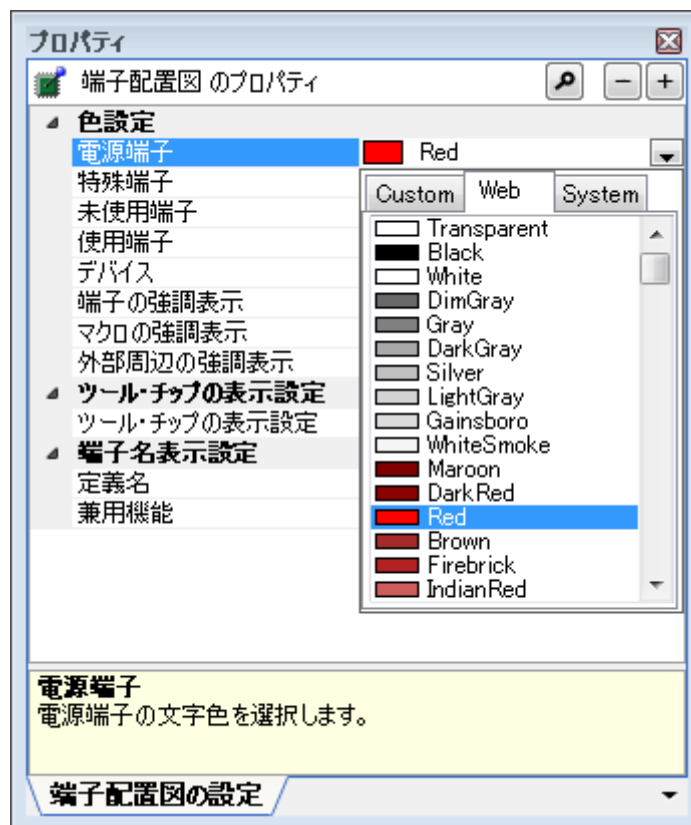 プロパティ
端子配置図 のプロパティ
色設定
電源端子 Red
特殊端子
未使用端子
使用端子
デバイス
端子の強調表示
マクロの強調表示
外部周辺の強調表示
ツール・チップの表示設定
ツール・チップの表示設定
端子名表示設定
定義名
兼用機能
Custom Web System
Transparent
Black
White
DimGray
Gray
DarkGray
Silver
LightGray
Gainsboro
WhiteSmoke
Maroon
DarkRed
Red
Brown
Firebrick
IndianRed
電源端子
電源端子の文字色を選択します。
端子配置図の設定